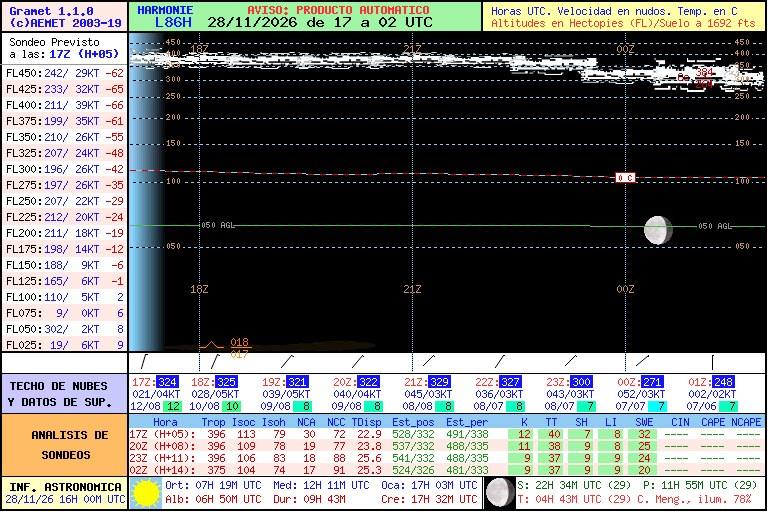 Gramet 1.1.0
(c)AEMET 2003-19
HARMONIE
L86H
AVISO: PRODUCTO AUTOMATICO
28/11/2026 de 17 a 02 UTC
Horas UTC. Velocidad en nudos. Temp. en C
Altitudes en Hectopies (FL)/Suelo a 1692 fts
Sondeo Previsto
a las: 17Z (H+05)
FL450: 242/ 29KT -62
FL425: 233/ 32KT -65
FL400: 211/ 39KT -66
FL375: 199/ 35KT -61
FL350: 210/ 26KT -55
FL325: 207/ 24KT -48
FL300: 196/ 26KT -42
FL275: 197/ 26KT -35
FL250: 207/ 22KT -29
FL225: 212/ 20KT -24
FL200: 211/ 18KT -19
FL175: 198/ 14KT -12
FL150: 188/ 9KT -6
FL125: 165/ 6KT -1
FL100: 110/ 5KT 2
FL075: 9/ 0KT 6
FL050: 302/ 2KT 8
FL025: 19/ 6KT 9
450 18Z 21Z 00Z 450
400 400
350 350
300 300
250 250
200 200
150 150
100 0 C 100
050 AGL 050 AGL
050 050
18Z 21Z 00Z
018
017
TECHO DE NUBES
Y DATOS DE SUP.
17Z: 324 18Z: 325 19Z: 321 20Z: 322 21Z: 329 22Z: 327 23Z: 300 00Z: 271 01Z: 248
021/04KT 028/05KT 039/05KT 040/04KT 045/03KT 036/04KT 043/03KT 052/03KT 002/02KT
12/08 12 10/08 10 09/08 8 09/08 8 09/08 8 08/07 8 08/07 8 07/07 7 07/06 7
ANALISIS DE
SONDEOS
Hora Trop Isoc Isoh NCA NCC TDisp Est_pos Est_per K TT SH LI SWE CIN CAPE NCAPE
17Z (H+05): 396 113 79 30 72 22.9 528/332 491/338 12 40 7 8 32 ---- ---- ----
20Z (H+08): 396 109 78 19 77 23.8 537/332 488/335 11 38 8 9 25 ---- ---- ----
23Z (H+11): 396 106 83 18 88 25.6 541/332 488/335 9 37 9 9 24 ---- ---- ----
02Z (H+14): 375 104 74 17 91 25.3 524/326 481/333 9 37 9 9 20 ---- ---- ----
INF. ASTRONOMICA
28/11/26 16H 00M UTC
Ort: 07H 19M UTC Med: 12H 11M UTC Oca: 17H 03M UTC
Alb: 06H 50M UTC Dur: 09H 43M Cre: 17H 32M UTC
S: 22H 34M UTC (29) P: 11H 55M UTC (29)
T: 04H 43M UTC (29) C. Meng., ilum. 78%